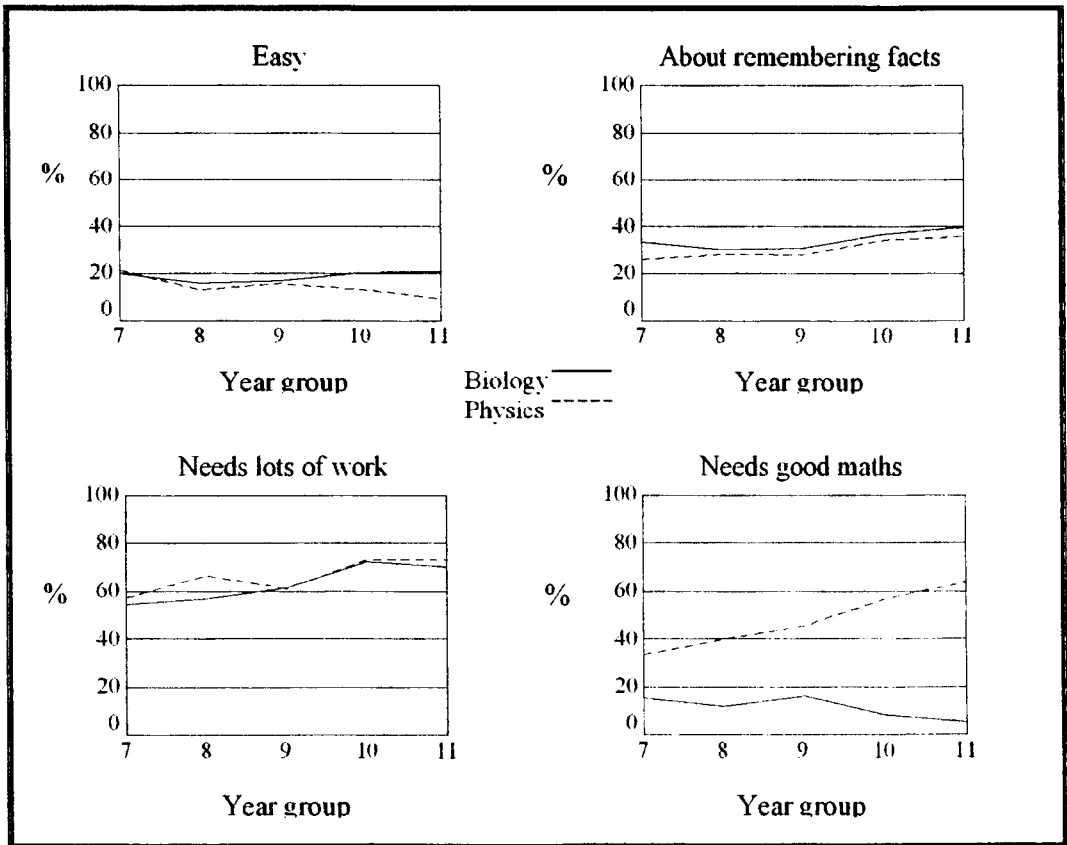 Easy
100
80
%
60
40
20
0
7 8 9 10 11
Year group
About remembering facts
100
80
%
60
40
20
0
7 8 9 10 11
Year group
Biology
Physics
Needs lots of work
100
80
%
60
40
20
0
7 8 9 10 11
Year group
Needs good maths
100
80
%
60
40
20
0
7 8 9 10 11
Year group